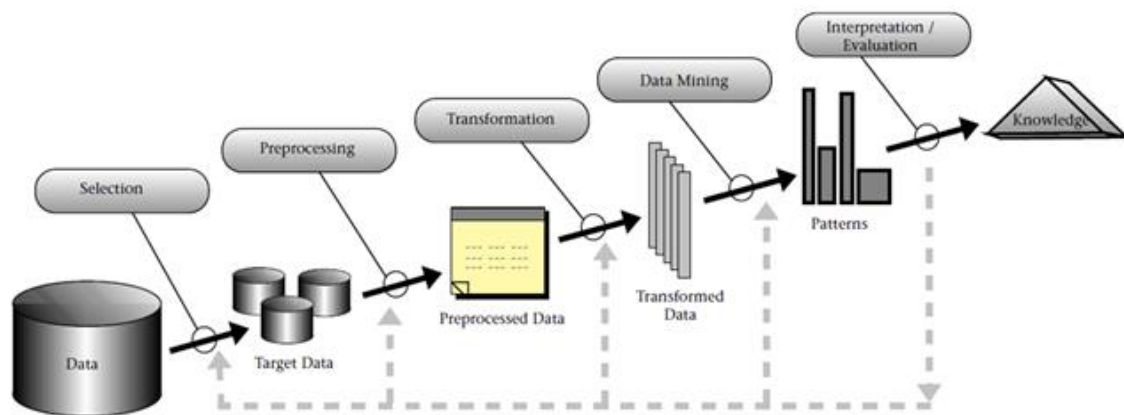 Interpretation /
Evaluation
Data Mining
Transformation
Preprocessing
Selection
Knowledge
Patterns
Transformed
Data
Preprocessed Data
Target Data
Data